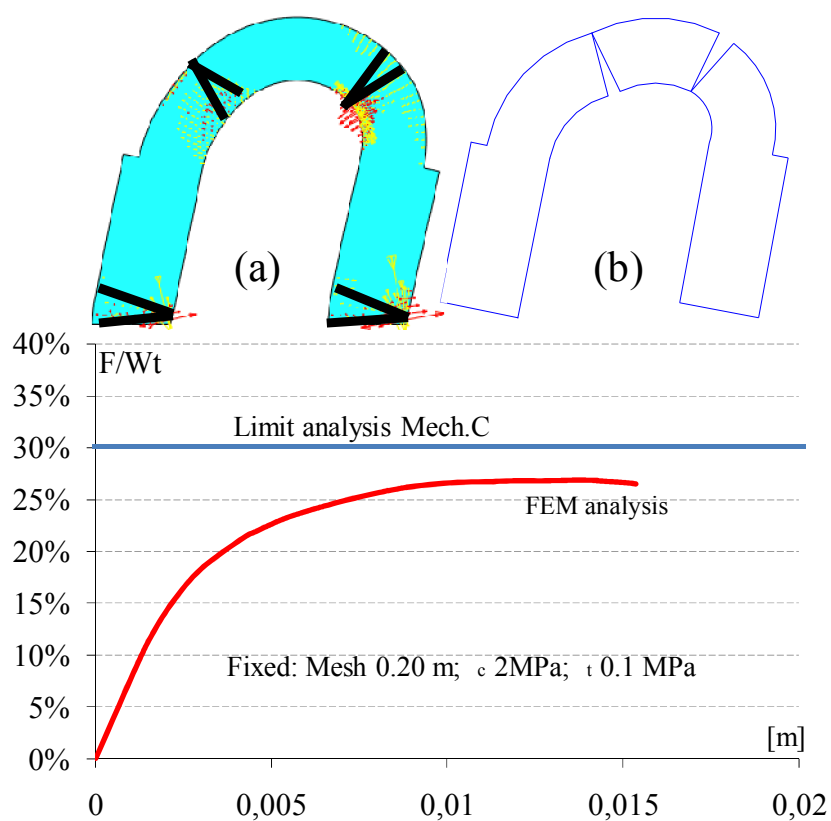 (a)
(b)
40%
F/Wt
35%
Limit analysis Mech.C
30%
25%
FEM analysis
20%
15%
10%
Fixed: Mesh 0.20 m; c 2MPa; t 0.1 MPa
5%
[m]
0%
0
0,005
0,01
0,015
0,02